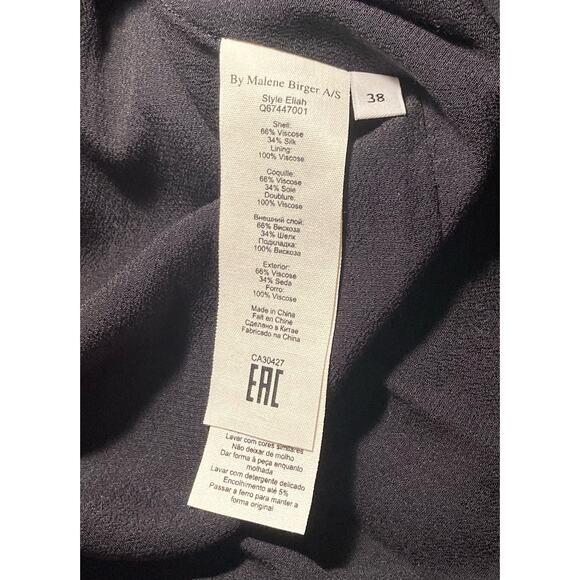 By Malene Birger A/S
38
Style Eliah
Q67447001
Shell:
66% Viscose
34% Silk
Lining:
100% Viscose
Coquille:
66% Viscose
34% Soie
Doublure:
100% Viscose
Внешний слой:
66% Вискоза
34% Шелк
Подкладка:
100% Вискоза
Exterior:
66% Viscose
34% Seda
Forro:
100% Viscose
Made in China
Fait en Chine
Сделано в Китае
Fabricado na China
CA30427
EAC
Lavar com cores similares
Não deixar de molho
Dar forma à peça enquanto
molhada
Lavar com detergente delicado
Encolhimento até 5%
Passar a ferro para manter a
forma original